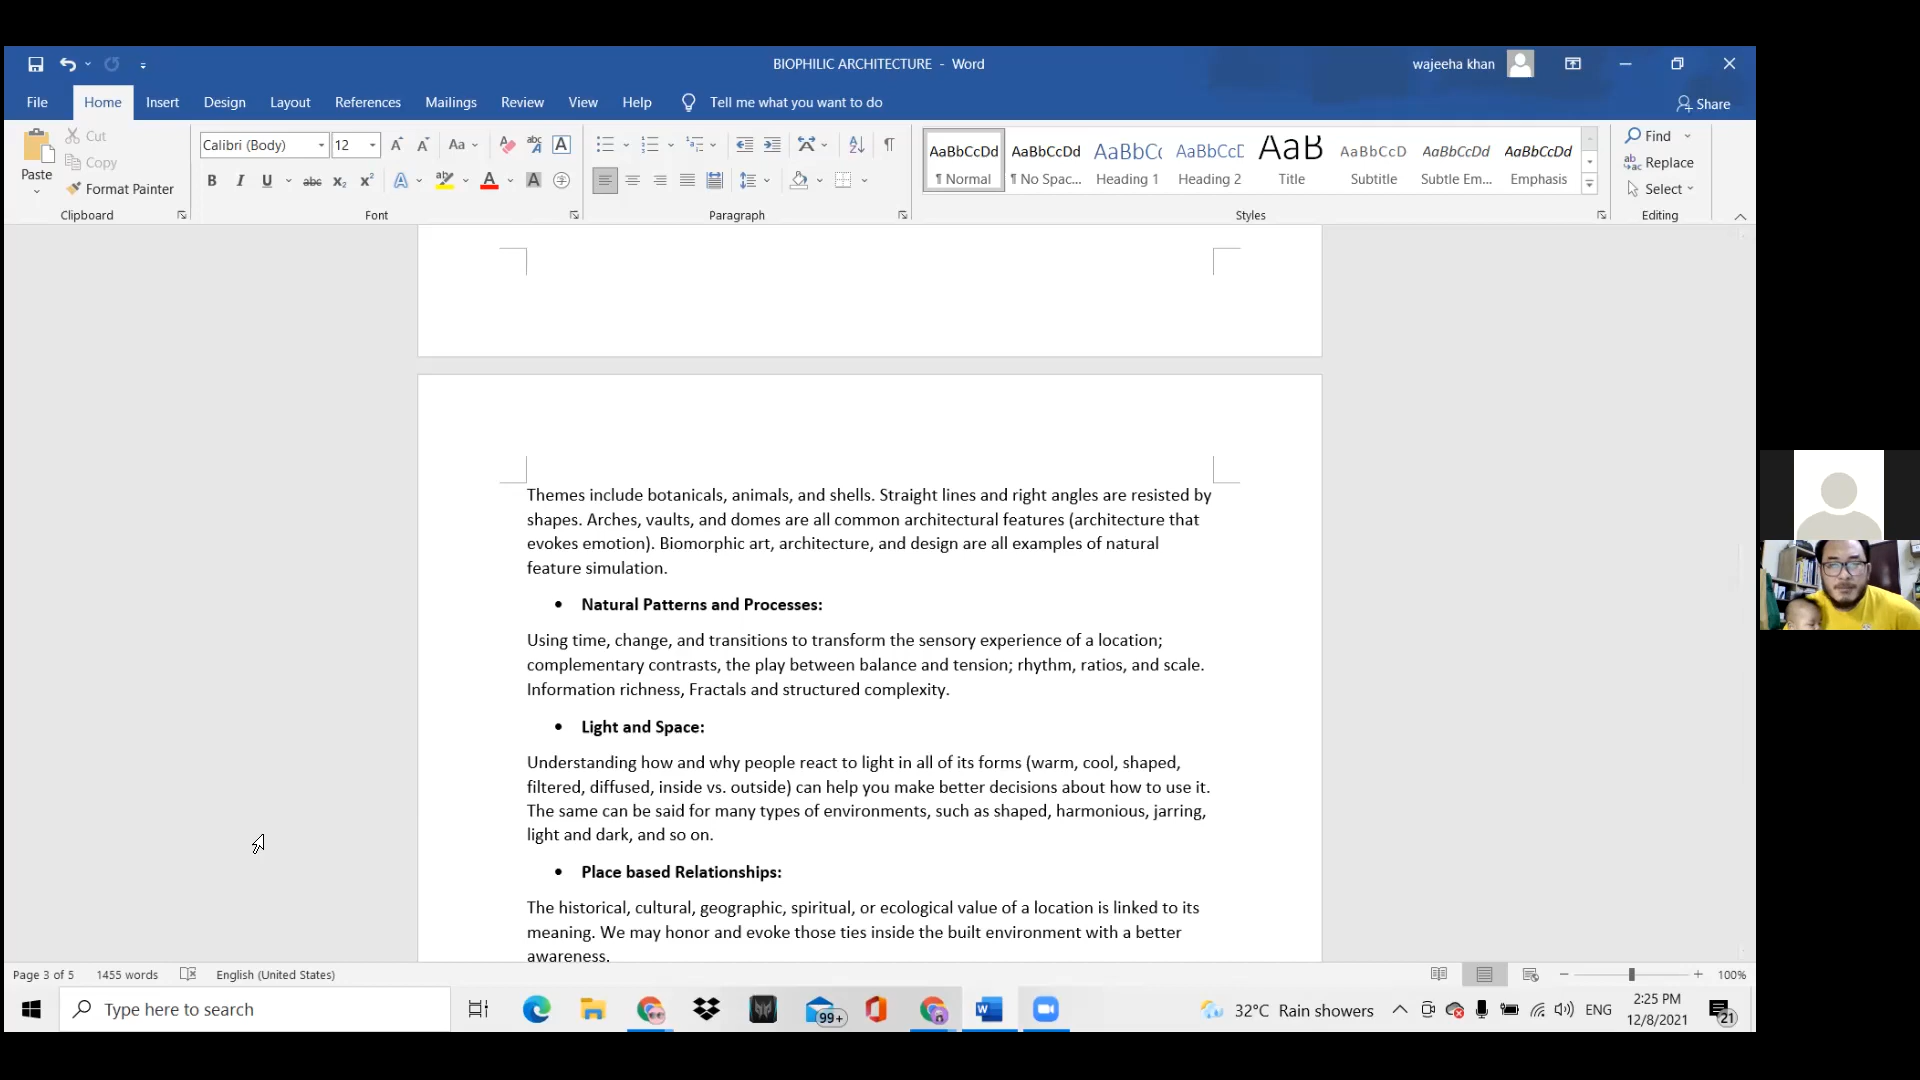 BIOPHILIC ARCHITECTURE - Word
wajeeha khan
File Home Insert Design Layout References Mailings Review View Help Tell me what you want to do
Share
Paste
Cut
Copy
Format Painter
Clipboard
Calibri (Body) 12
Font
Paragraph
AaBbCcDd AaBbCcDd AaBbCc AaBbCcD AaB AaBbCcD AaBbCcDd AaBbCcDd
¶ Normal ¶ No Spac... Heading 1 Heading 2 Title Subtitle Subtle Em... Emphasis
Styles
Find
Replace
Select
Editing
Themes include botanicals, animals, and shells. Straight lines and right angles are resisted by
shapes. Arches, vaults, and domes are all common architectural features (architecture that
evokes emotion). Biomorphic art, architecture, and design are all examples of natural
feature simulation.
• Natural Patterns and Processes:
Using time, change, and transitions to transform the sensory experience of a location;
complementary contrasts, the play between balance and tension; rhythm, ratios, and scale.
Information richness, Fractals and structured complexity.
• Light and Space:
Understanding how and why people react to light in all of its forms (warm, cool, shaped,
filtered, diffused, inside vs. outside) can help you make better decisions about how to use it.
The same can be said for many types of environments, such as shaped, harmonious, jarring,
light and dark, and so on.
• Place based Relationships:
The historical, cultural, geographic, spiritual, or ecological value of a location is linked to its
meaning. We may honor and evoke those ties inside the built environment with a better
awareness.
Page 3 of 5 1455 words English (United States)
100%
Type here to search
99+
32°C Rain showers
ENG
2:25 PM
12/8/2021
21